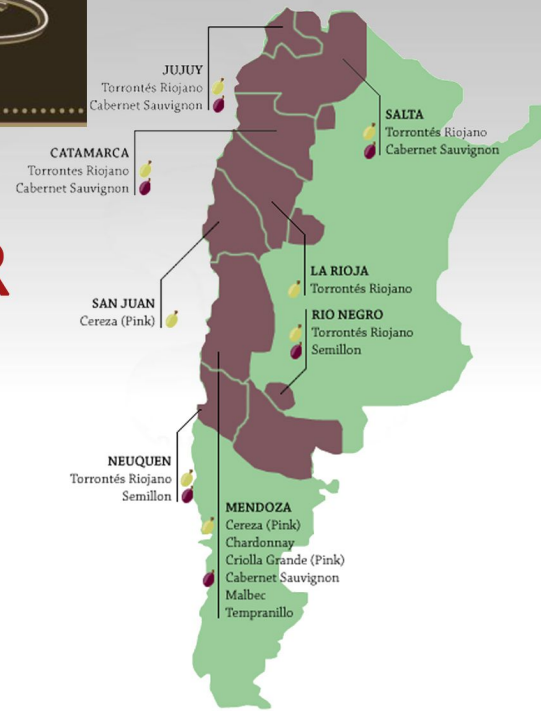 JUJUY
Torrontés Riojano
Cabernet Sauvignon
SALTA
Torrontés Riojano
Cabernet Sauvignon
CATAMARCA
Torrontes Riojano
Cabernet Sauvignon
LA RIOJA
Torrontés Riojano
SAN JUAN
Cereza (Pink)
RIO NEGRO
Torrontés Riojano
Semillon
NEUQUEN
Torrontés Riojano
Semillon
MENDOZA
Cereza (Pink)
Chardonnay
Criolla Grande (Pink)
Cabernet Sauvignon
Malbec
Tempranillo
R